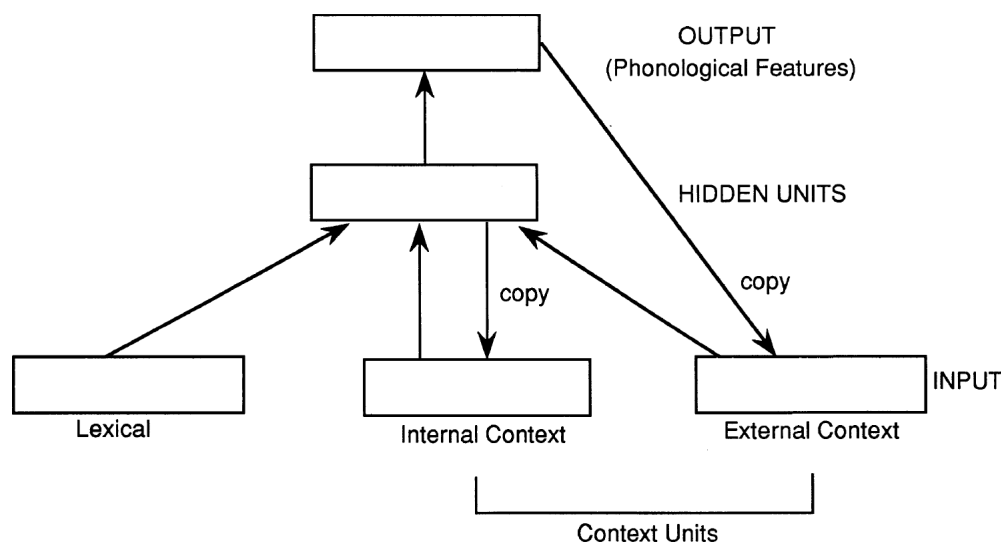 OUTPUT
(Phonological Features)
HIDDEN UNITS
copy
copy
INPUT
Lexical
Internal Context
External Context
Context Units